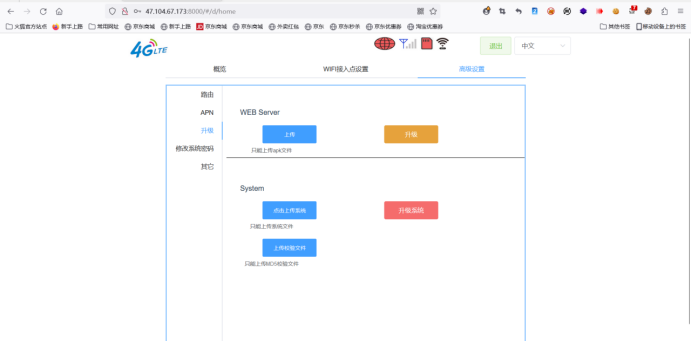 47.104.67.173:8000/#/d/home
火狐官方站点 新手上路 常用网址 京东商城 新手上路 京东商城 京东商城 外卖红包 京东 京东秒杀 京东优惠券 淘宝优惠券 其他书签 移动设备上的书签
4G LTE
退出 中文
概览 WIFI接入点设置 高级设置
路由
APN
升级
修改系统密码
其它
WEB Server
上传 升级
只能上传apk文件
System
点击上传系统 升级系统
只能上传系统文件
上传校验文件
只能上传MD5校验文件